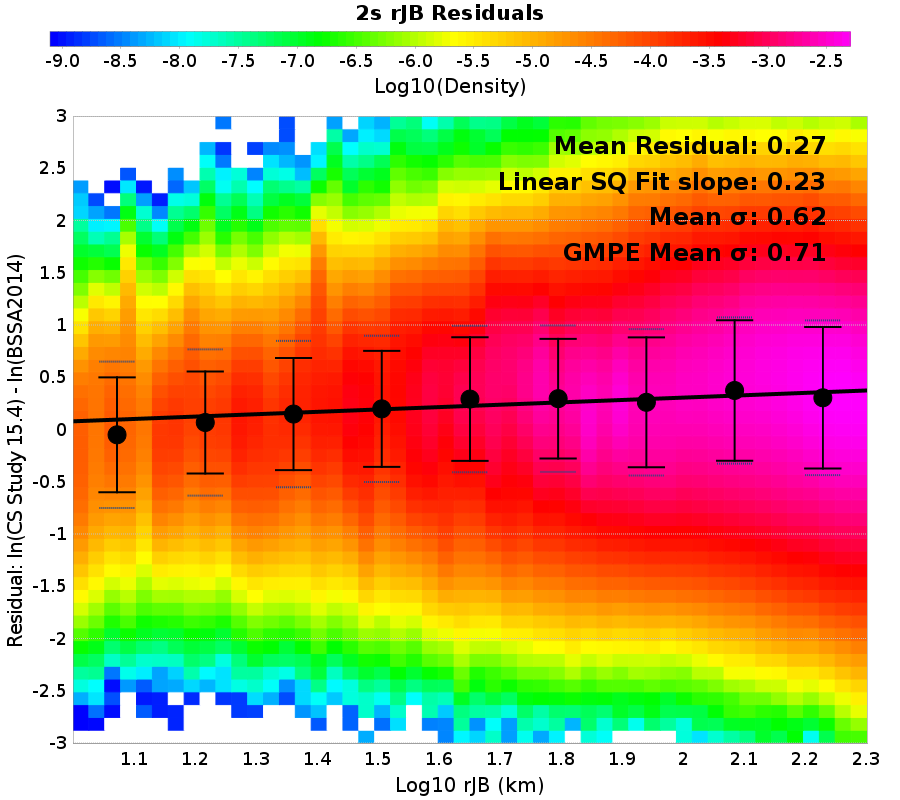 2s rJB Residuals
-9.0 -8.5 -8.0 -7.5 -7.0 -6.5 -6.0 -5.5 -5.0 -4.5 -4.0 -3.5 -3.0 -2.5
Log10(Density)
Mean Residual: 0.27
Linear SQ Fit slope: 0.23
Mean σ: 0.62
GMPE Mean σ: 0.71
Residual: ln(CS Study 15.4) - ln(BSSA2014)
3
2.5
2
1.5
1
0.5
0
-0.5
-1
-1.5
-2
-2.5
-3
1.1 1.2 1.3 1.4 1.5 1.6 1.7 1.8 1.9 2 2.1 2.2 2.3
Log10 rJB (km)